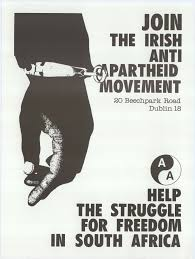 JOIN
THE IRISH
ANTI
APARTHEID
MOVEMENT
20 Beechpark Road
Dublin 18
A
A
HELP
THE STRUGGLE
FOR FREEDOM
IN SOUTH AFRICA